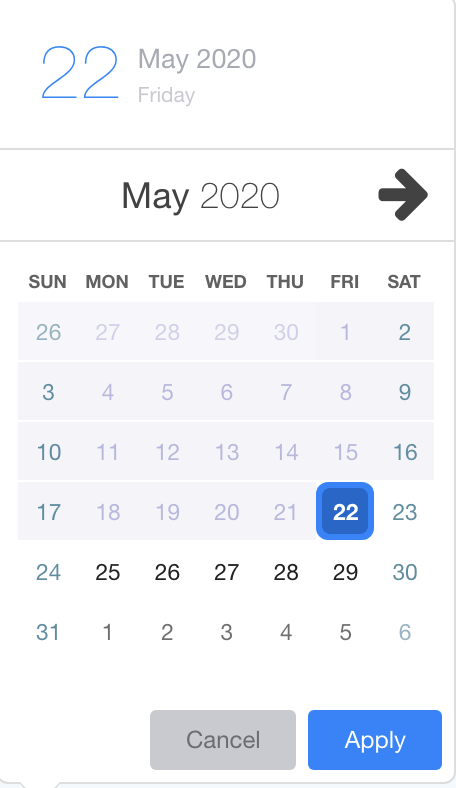 22 May 2020
Friday
May 2020
SUN MON TUE WED THU FRI SAT
26 27 28 29 30 1 2
3 4 5 6 7 8 9
10 11 12 13 14 15 16
17 18 19 20 21 22 23
24 25 26 27 28 29 30
31 1 2 3 4 5 6
Cancel Apply